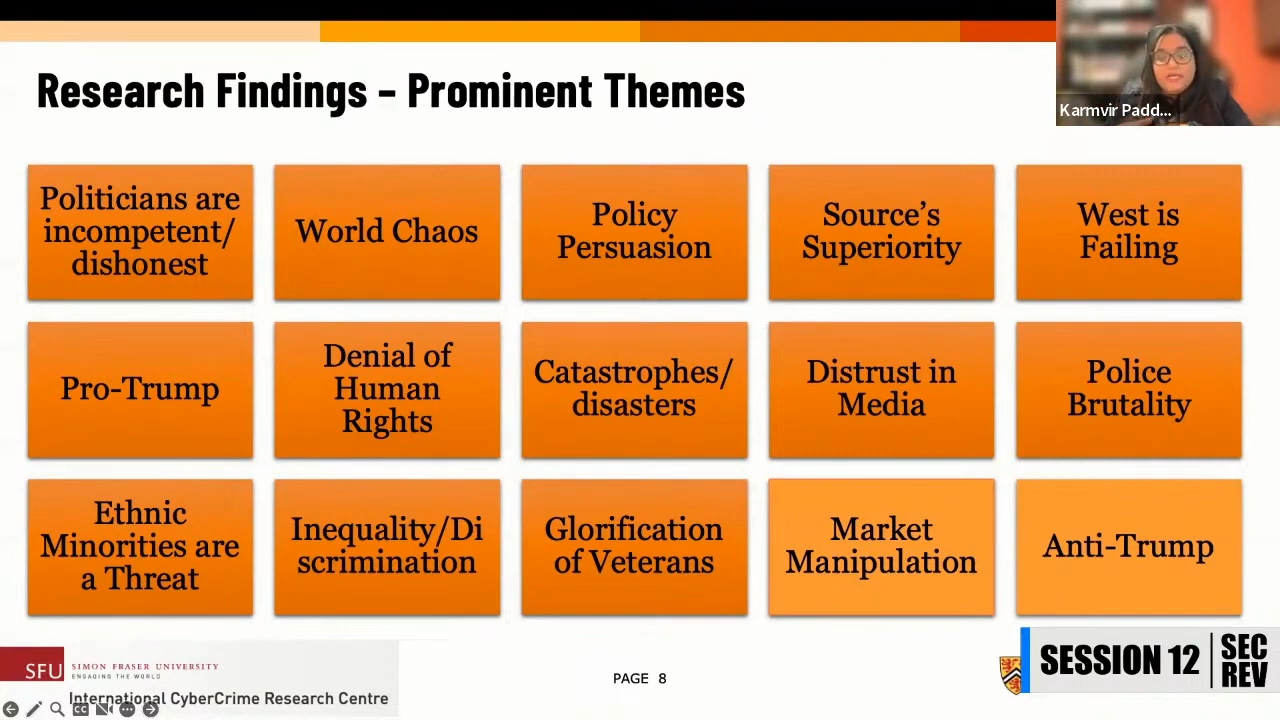 Research Findings – Prominent Themes
Karmvir Padd...
Politicians are
incompetent/
dishonest
World Chaos
Policy
Persuasion
Source's
Superiority
West is
Failing
Pro-Trump
Denial of
Human
Rights
Catastrophes/
disasters
Distrust in
Media
Police
Brutality
Ethnic
Minorities are
a Threat
Inequality/Di
scrimination
Glorification
of Veterans
Market
Manipulation
Anti-Trump
SFU
SIMON FRASER UNIVERSITY
ENGAGING THE WORLD
International CyberCrime Research Centre
CC
PAGE 8
SESSION 12
SEC
REV